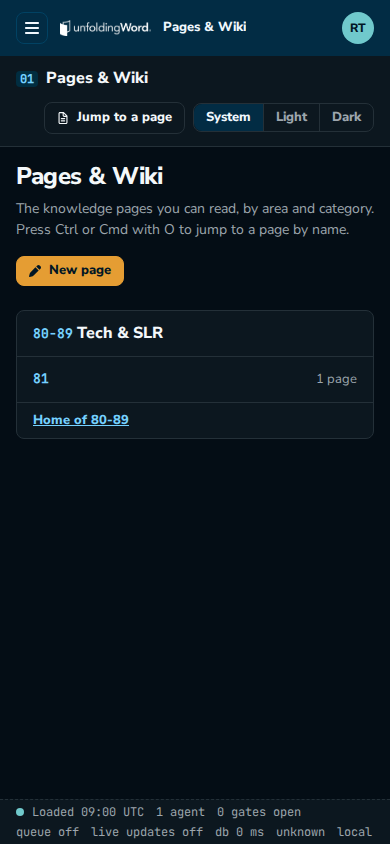 unfoldingWord. Pages & Wiki RT
01 Pages & Wiki
Jump to a page System Light Dark
Pages & Wiki
The knowledge pages you can read, by area and category.
Press Ctrl or Cmd with O to jump to a page by name.
New page
80-89 Tech & SLR
81 1 page
Home of 80-89
Loaded 09:00 UTC 1 agent 0 gates open
queue off live updates off db 0 ms unknown local